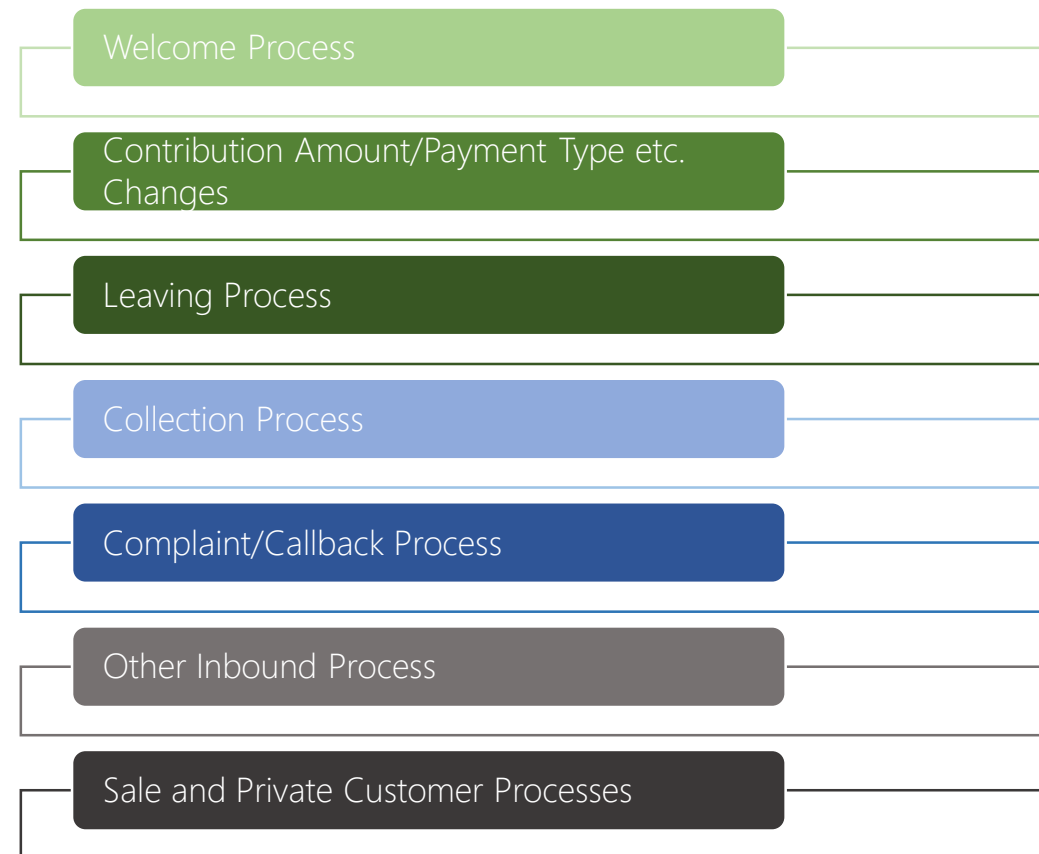 Welcome Process
Contribution Amount/Payment Type etc.
Changes
Leaving Process
Collection Process
Complaint/Callback Process
Other Inbound Process
Sale and Private Customer Processes